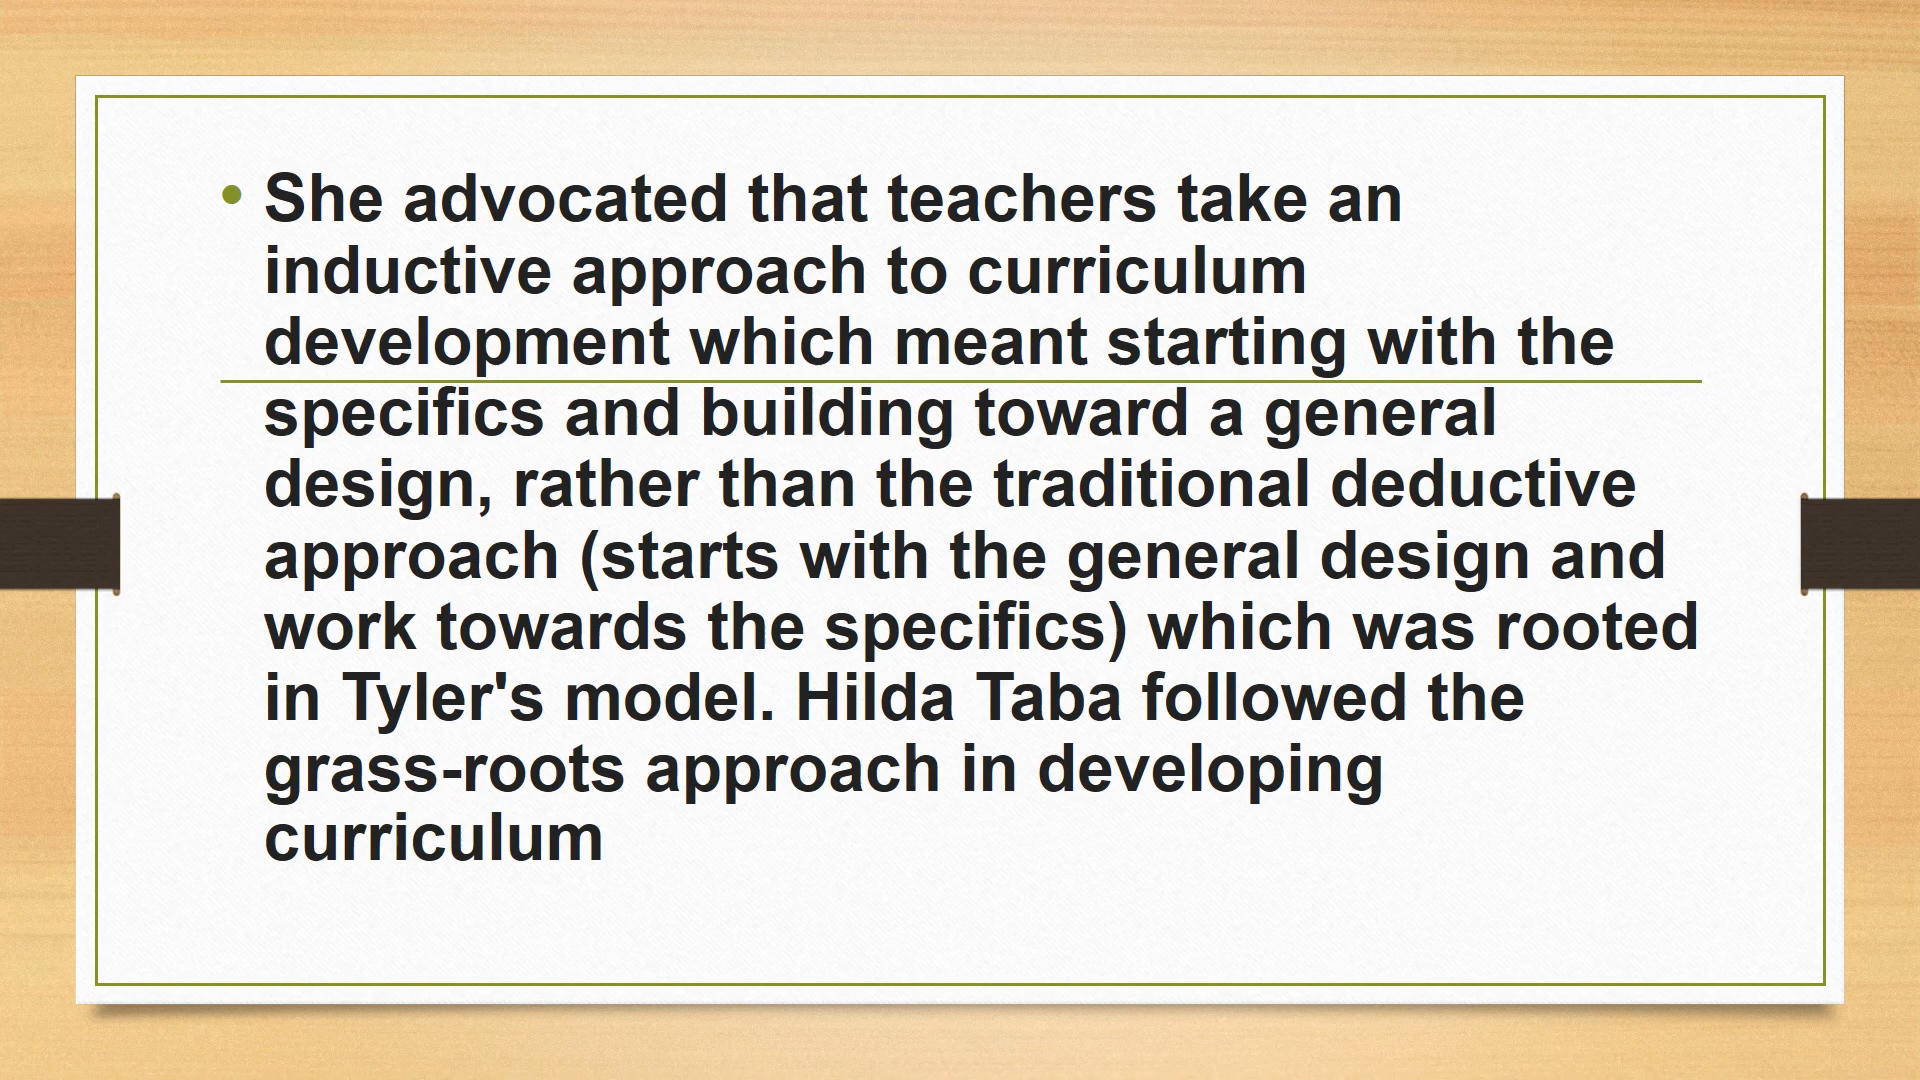 • She advocated that teachers take an
inductive approach to curriculum
development which meant starting with the
specifics and building toward a general
design, rather than the traditional deductive
approach (starts with the general design and
work towards the specifics) which was rooted
in Tyler's model. Hilda Taba followed the
grass-roots approach in developing
curriculum